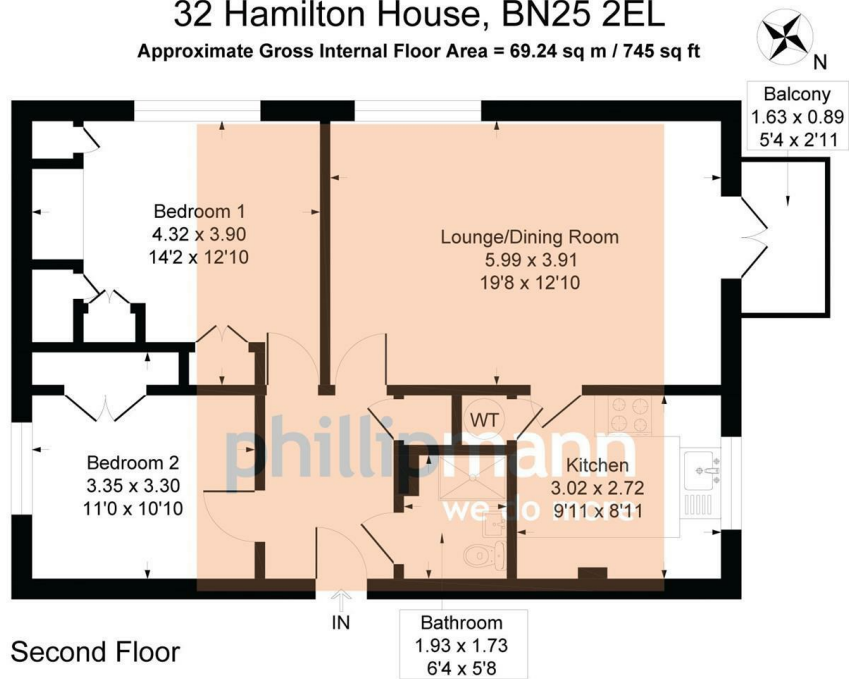 32 Hamilton House, BN25 2EL
Approximate Gross Internal Floor Area = 69.24 sq m / 745 sq ft
N
Balcony
1.63 x 0.89
5'4 x 2'11
Bedroom 1
4.32 x 3.90
14'2 x 12'10
Lounge/Dining Room
5.99 x 3.91
19'8 x 12'10
WT
phillipmann
we do more
Bedroom 2
3.35 x 3.30
11'0 x 10'10
Kitchen
3.02 x 2.72
9'11 x 8'11
IN
Bathroom
1.93 x 1.73
6'4 x 5'8
Second Floor